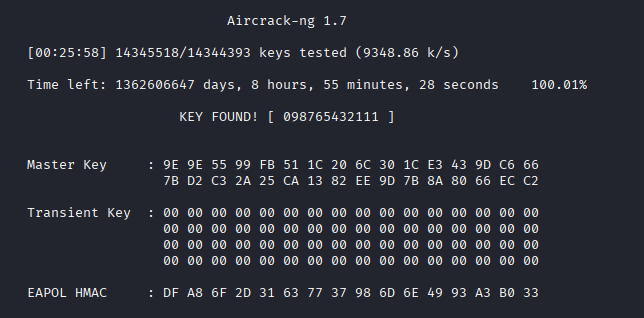 Aircrack-ng 1.7
[00:25:58] 14345518/14344393 keys tested (9348.86 k/s)
Time left: 1362606647 days, 8 hours, 55 minutes, 28 seconds 100.01%
KEY FOUND! [ 098765432111 ]
Master Key : 9E 9E 55 99 FB 51 1C 20 6C 30 1C E3 43 9D C6 66
7B D2 C3 2A 25 CA 13 82 EE 9D 7B 8A 80 66 EC C2
Transient Key : 00 00 00 00 00 00 00 00 00 00 00 00 00 00 00 00
00 00 00 00 00 00 00 00 00 00 00 00 00 00 00 00
00 00 00 00 00 00 00 00 00 00 00 00 00 00 00 00
00 00 00 00 00 00 00 00 00 00 00 00 00 00 00 00
EAPOL HMAC : DF A8 6F 2D 31 63 77 37 98 6D 6E 49 93 A3 B0 33